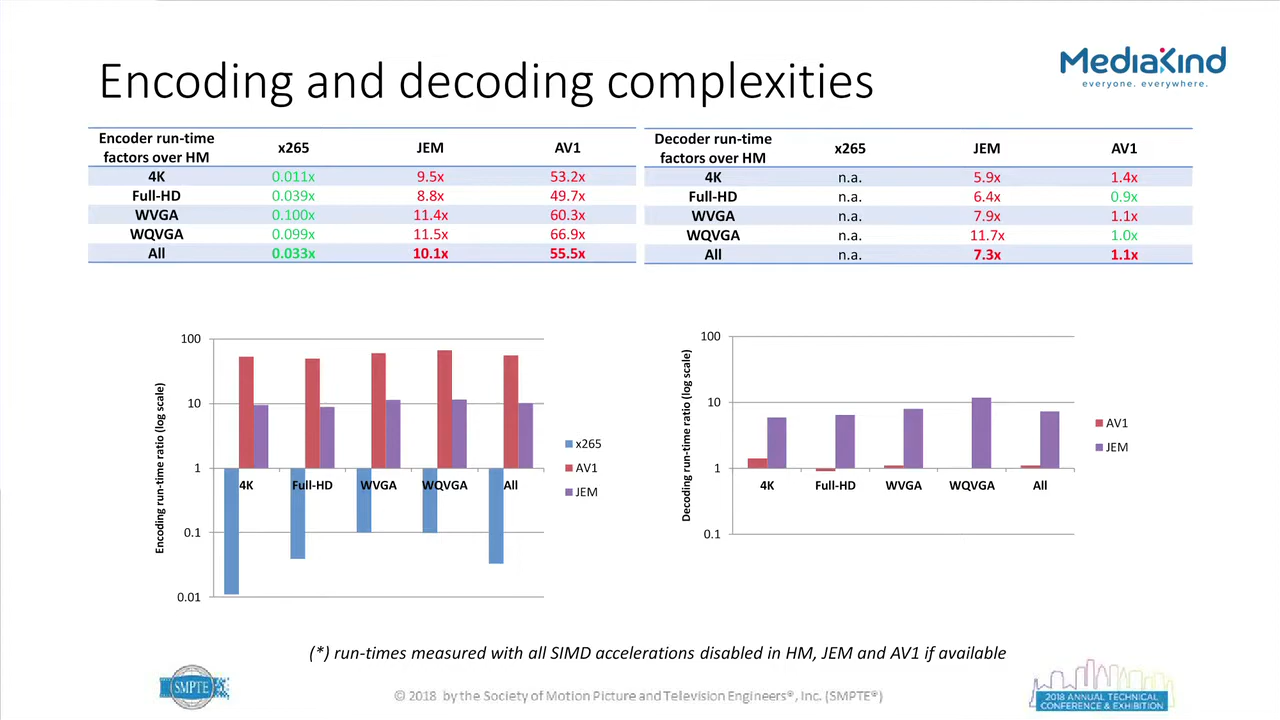 Encoding and decoding complexities
MediaKind
everyone. everywhere.
Encoder run-time factors over HM x265 JEM AV1
4K 0.011x 9.5x 53.2x
Full-HD 0.039x 8.8x 49.7x
WVGA 0.100x 11.4x 60.3x
WQVGA 0.099x 11.5x 66.9x
All 0.033x 10.1x 55.5x
Decoder run-time factors over HM x265 JEM AV1
4K n.a. 5.9x 1.4x
Full-HD n.a. 6.4x 0.9x
WVGA n.a. 7.9x 1.1x
WQVGA n.a. 11.7x 1.0x
All n.a. 7.3x 1.1x
Encoding run-time ratio (log scale)
100
10
1
0.1
0.01
4K Full-HD WVGA WQVGA All
x265
AV1
JEM
Decoding run-time ratio (log scale)
100
10
1
0.1
4K Full-HD WVGA WQVGA All
AV1
JEM
(*) run-times measured with all SIMD accelerations disabled in HM, JEM and AV1 if available
SMPTE
© 2018 by the Society of Motion Picture and Television Engineers®, Inc. (SMPTE®)
2018 ANNUAL TECHNICAL
CONFERENCE & EXHIBITION